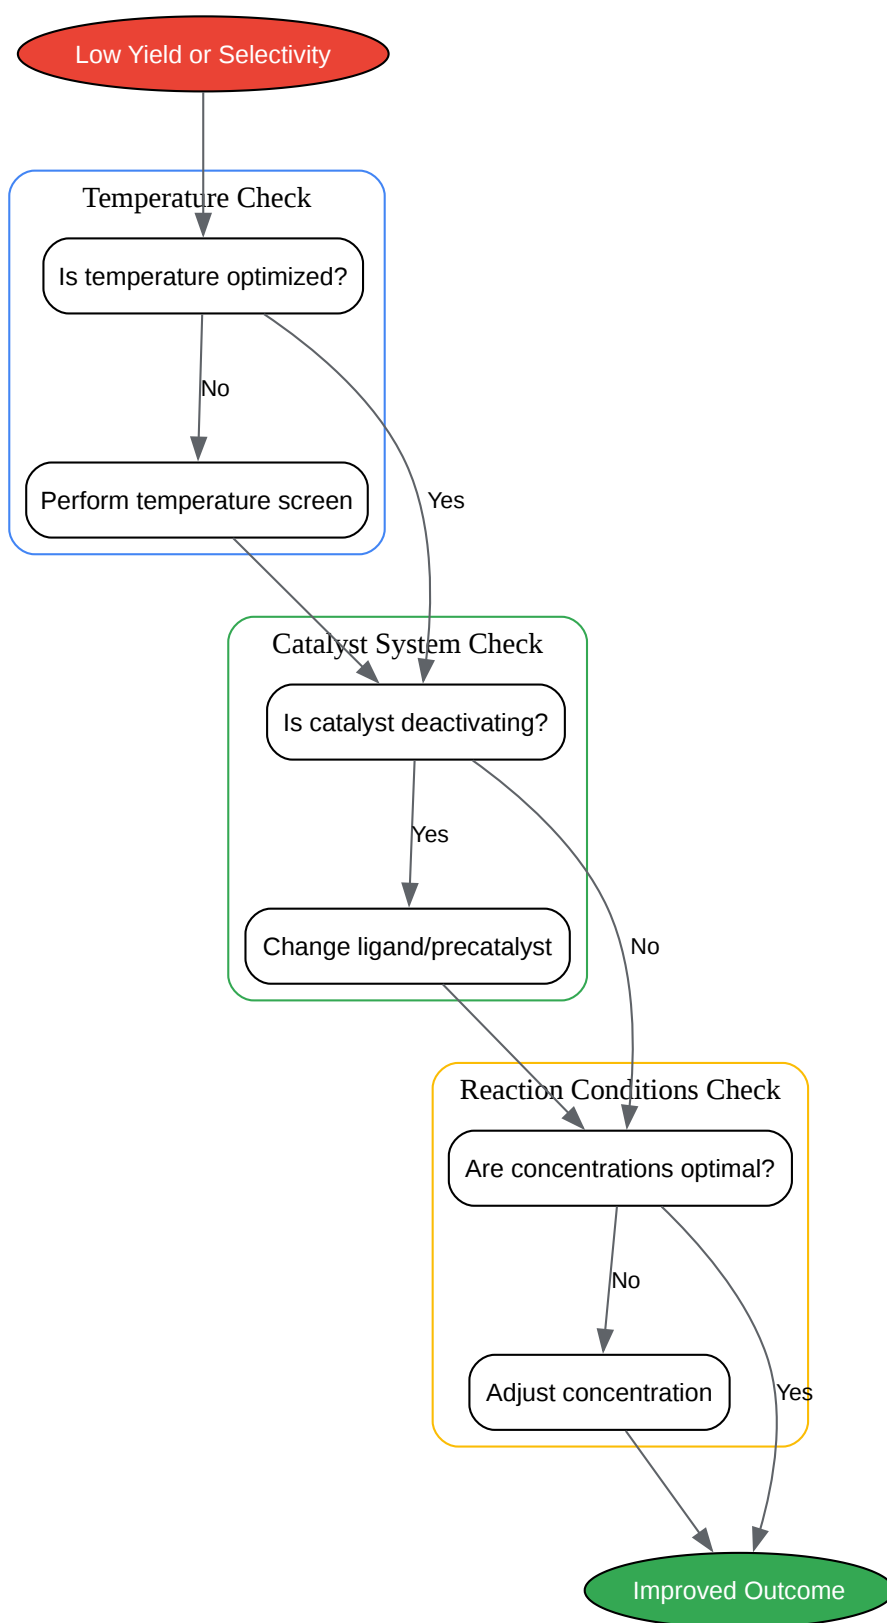 Low Yield or Selectivity
Temperature Check
Is temperature optimized?
No
Perform temperature screen
Yes
Catalyst System Check
Is catalyst deactivating?
Yes
Change ligand/precatalyst
No
Reaction Conditions Check
Are concentrations optimal?
No
Adjust concentration
Yes
Improved Outcome